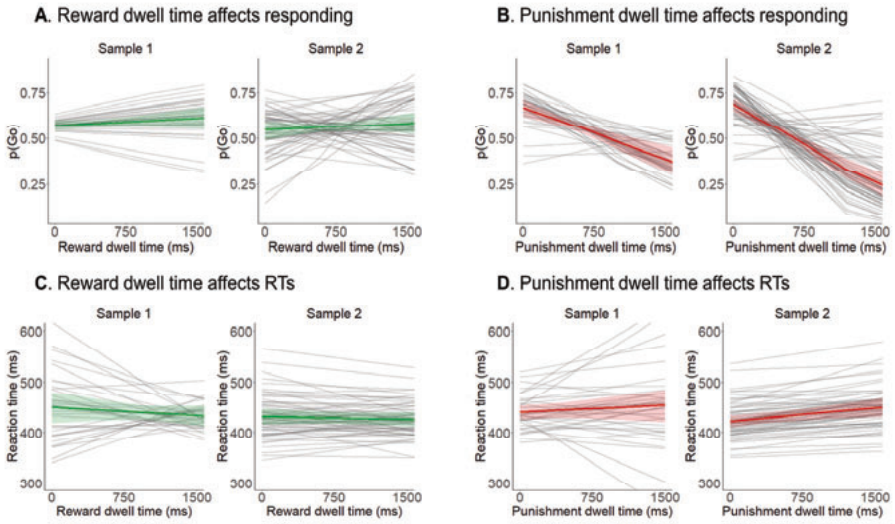 A. Reward dwell time affects responding
Sample 1
Sample 2
p(Go)
0.75
0.50
0.25
0
750
1500
Reward dwell time (ms)
p(Go)
0
750
1500
Reward dwell time (ms)
B. Punishment dwell time affects responding
Sample 1
Sample 2
p(Go)
0.75
0.50
0.25
0
750
1500
Punishment dwell time (ms)
p(Go)
0.75
0.50
0.25
0
750
1500
Punishment dwell time (ms)
C. Reward dwell time affects RTs
Sample 1
Sample 2
Reaction time (ms)
600
500
400
300
0
750
1500
Reward dwell time (ms)
Reaction time (ms)
600
500
400
300
0
750
1500
Reward dwell time (ms)
D. Punishment dwell time affects RTs
Sample 1
Sample 2
Reaction time (ms)
600
500
400
300
0
750
1500
Punishment dwell time (ms)
Reaction time (ms)
600
500
400
300
0
750
1500
Punishment dwell time (ms)